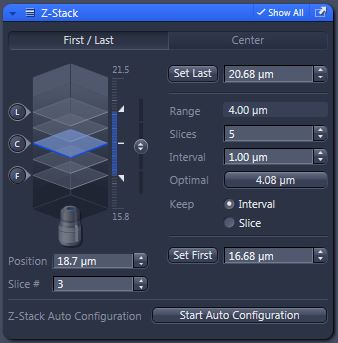 Z-Stack Show All
First / Last Center
21.5
Set Last 20.68 µm
L
Range 4.00 µm
Slices 5
C
Interval 1.00 µm
F
Optimal 4.08 µm
Keep Interval
15.8
Slice
Position 18.7 µm
Set First 16.68 µm
Slice # 3
Z-Stack Auto Configuration Start Auto Configuration